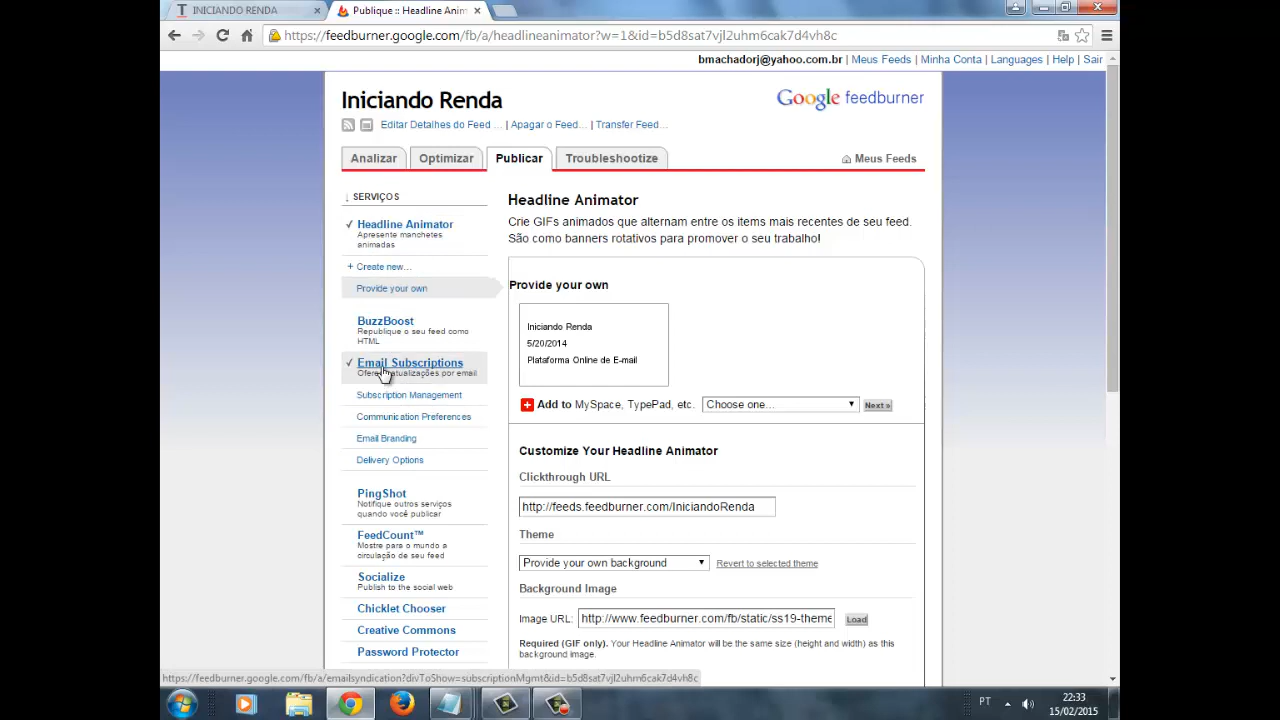 INICIANDO RENDA
Publique :: Headline Anim
https://feedburner.google.com/fb/a/headlineanimator?w=1&id=b5d8sat7vjl2uhm6cak7d4vh8c
bmachadorj@yahoo.com.br | Meus Feeds | Minha Conta | Languages | Help | Sair
Iniciando Renda
Google feedburner
Editar Detalhes do Feed ... | Apagar o Feed... | Transfer Feed...
Analizar Optimizar Publicar Troubleshootize Meus Feeds
↓ SERVIÇOS
✓ Headline Animator
Apresente manchetes
animadas
+ Create new...
Provide your own
BuzzBoost
Republique o seu feed como
HTML
✓ Email Subscriptions
atualizações por email
Subscription Management
Communication Preferences
Email Branding
Delivery Options
PingShot
Notifique outros serviços
quando você publicar
FeedCount™
Mostre para o mundo a
circulação de seu feed
Socialize
Publish to the social web
Chicklet Chooser
Creative Commons
Password Protector
Headline Animator
Crie GIFs animados que alternam entre os items mais recentes de seu feed.
São como banners rotativos para promover o seu trabalho!
Provide your own
Iniciando Renda
5/20/2014
Plataforma Online de E-mail
Add to MySpace, TypePad, etc. Choose one... Next »
Customize Your Headline Animator
Clickthrough URL
http://feeds.feedburner.com/IniciandoRenda
Theme
Provide your own background Revert to selected theme
Background Image
Image URL: http://www.feedburner.com/fb/static/ss19-theme Load
Required (GIF only). Your Headline Animator will be the same size (height and width) as this
background image.
https://feedburner.google.com/fb/a/emailsyndication?divToShow=subscriptionMgmt&id=b5d8sat7vjl2uhm6cak7d4vh8c
PT
22:33
15/02/2015